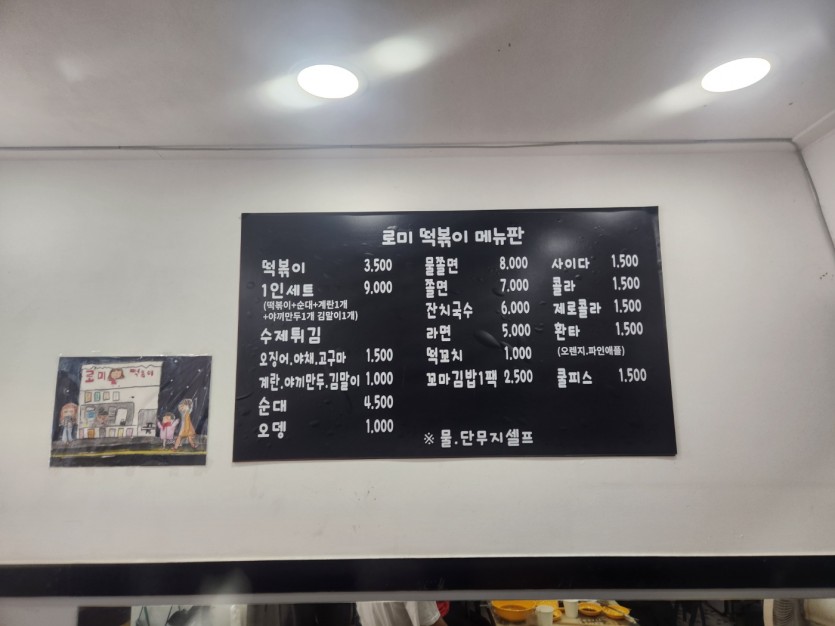 로미 떡볶이 메뉴판
떡볶이 3.500
1인세트 9.000
(떡볶이+순대+계란1개
+야끼만두1개 김말이1개)
수제튀김
오징어.야채.고구마 1.500
계란.야끼만두.김말이 1.000
순대 4.500
오뎅 1.000
물쫄면 8.000
쫄면 7.000
잔치국수 6.000
라면 5.000
떡꼬치 1.000
꼬마김밥1팩 2.500
사이다 1.500
콜라 1.500
제로콜라 1.500
환타 1.500
(오렌지.파인애플)
쿨피스 1.500
※ 물.단무지셀프
로미 떡볶이